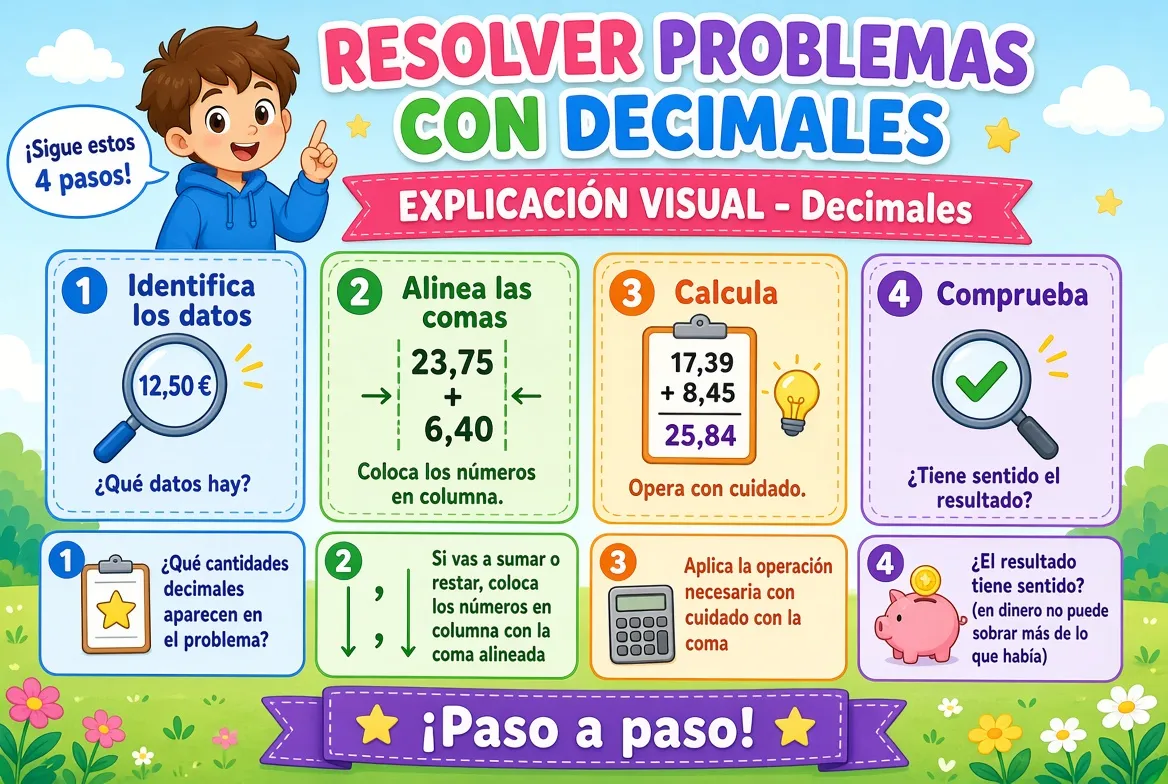 RESOLVER PROBLEMAS
CON DECIMALES
¡Sigue estos
4 pasos!
EXPLICACIÓN VISUAL - Decimales
1 Identifica
los datos
12,50 €
¿Qué datos hay?
2 Alinea las
comas
23,75
+
6,40
Coloca los números
en columna.
3 Calcula
17,39
+ 8,45
25,84
Opera con cuidado.
4 Comprueba
¿Tiene sentido el
resultado?
1
¿Qué cantidades
decimales
aparecen en
el problema?
2
,
,
Si vas a sumar o
restar, coloca
los números en
columna con la
coma alineada
3
Aplica la operación
necesaria con
cuidado con la
coma
4
¿El resultado
tiene sentido?
(en dinero no puede
sobrar más de lo
que había)
¡Paso a paso!